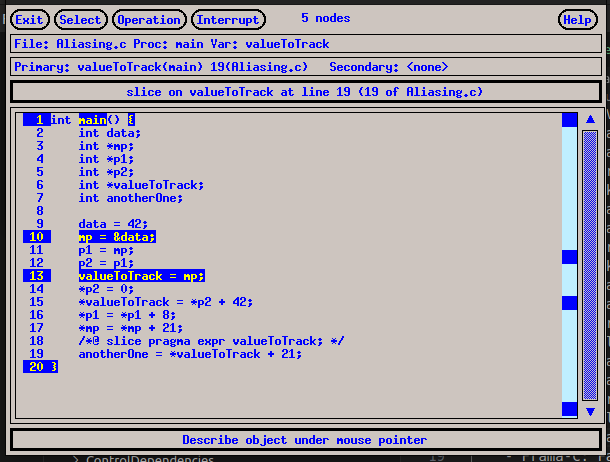 Exit Select Operation Interrupt 5 nodes Help
File: Aliasing.c Proc: main Var: valueToTrack
Primary: valueToTrack(main) 19(Aliasing.c) Secondary: <none>
slice on valueToTrack at line 19 (19 of Aliasing.c)
1 int main() {
2 int data;
3 int *mp;
4 int *p1;
5 int *p2;
6 int *valueToTrack;
7 int anotherOne;
8
9 data = 42;
10 mp = &data;
11 p1 = mp;
12 p2 = p1;
13 valueToTrack = mp;
14 *p2 = 0;
15 *valueToTrack = *p2 + 42;
16 *p1 = *p1 + 8;
17 *mp = *mp + 21;
18 /*@ slice pragma expr valueToTrack; */
19 anotherOne = *valueToTrack + 21;
20 }
Describe object under mouse pointer
> ControlDependencies
19